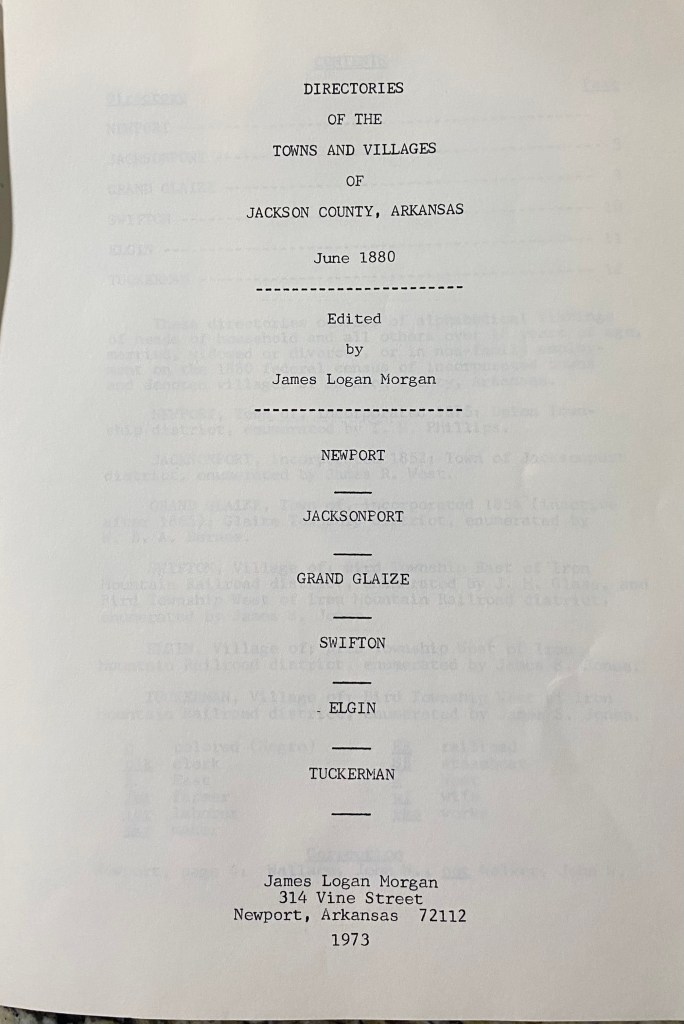 DIRECTORIES
OF THE
TOWNS AND VILLAGES
OF
JACKSON COUNTY, ARKANSAS
June 1880
Edited
by
James Logan Morgan
NEWPORT
JACKSONPORT
GRAND GLAIZE
SWIFTON
ELGIN
TUCKERMAN
James Logan Morgan
314 Vine Street
Newport, Arkansas 72112
1973